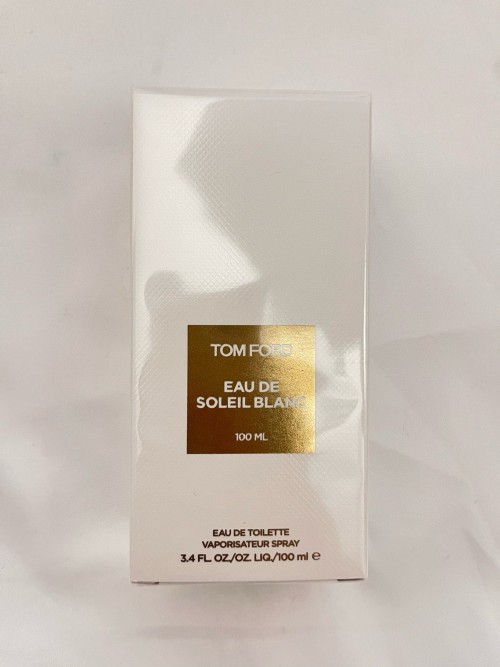 TOM FORD
EAU DE
SOLEIL BLANC
100 ML
EAU DE TOILETTE
VAPORISATEUR SPRAY
3.4 FL. OZ./OZ. LIQ./100 ml ℮